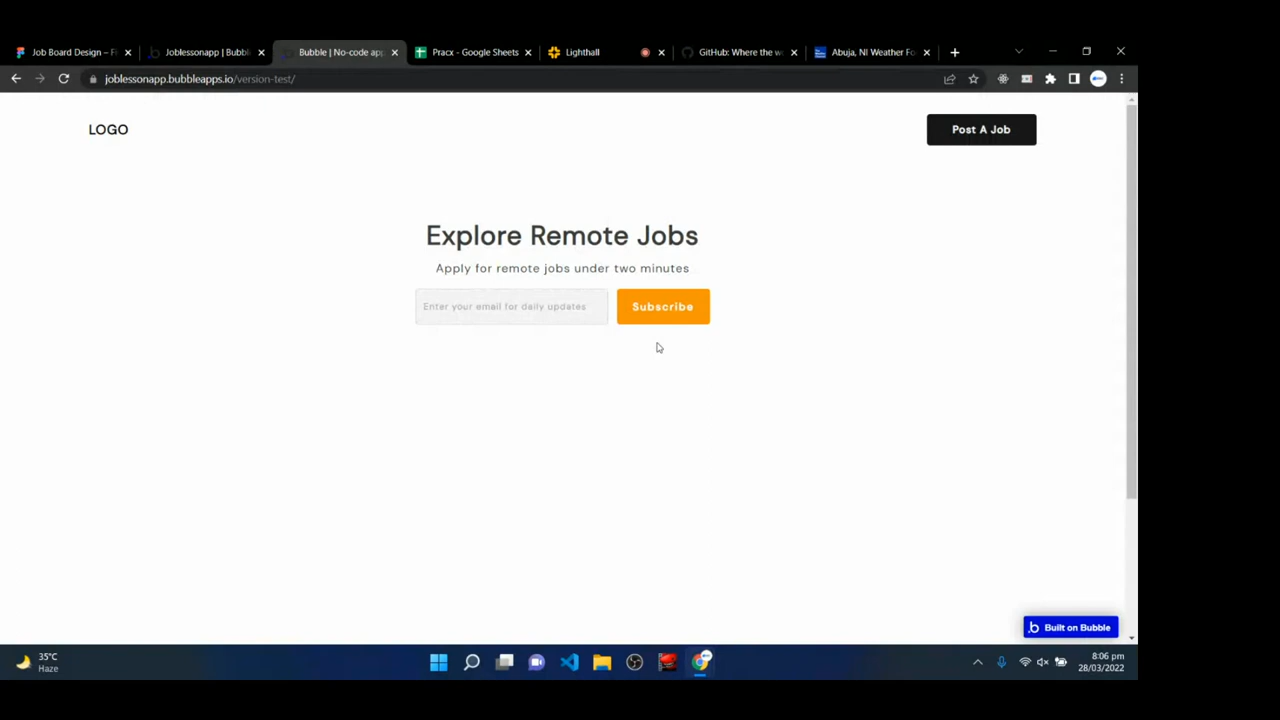 Job Board Design – Fi
Joblessonapp | Bubbl
Bubble | No-code app
Pracx - Google Sheets
Lighthall
GitHub: Where the w
Abuja, NI Weather Fo
joblessonapp.bubbleapps.io/version-test/
LOGO
Post A Job
Explore Remote Jobs
Apply for remote jobs under two minutes
Enter your email for daily updates
Subscribe
Built on Bubble
35°C
Haze
8:06 pm
28/03/2022